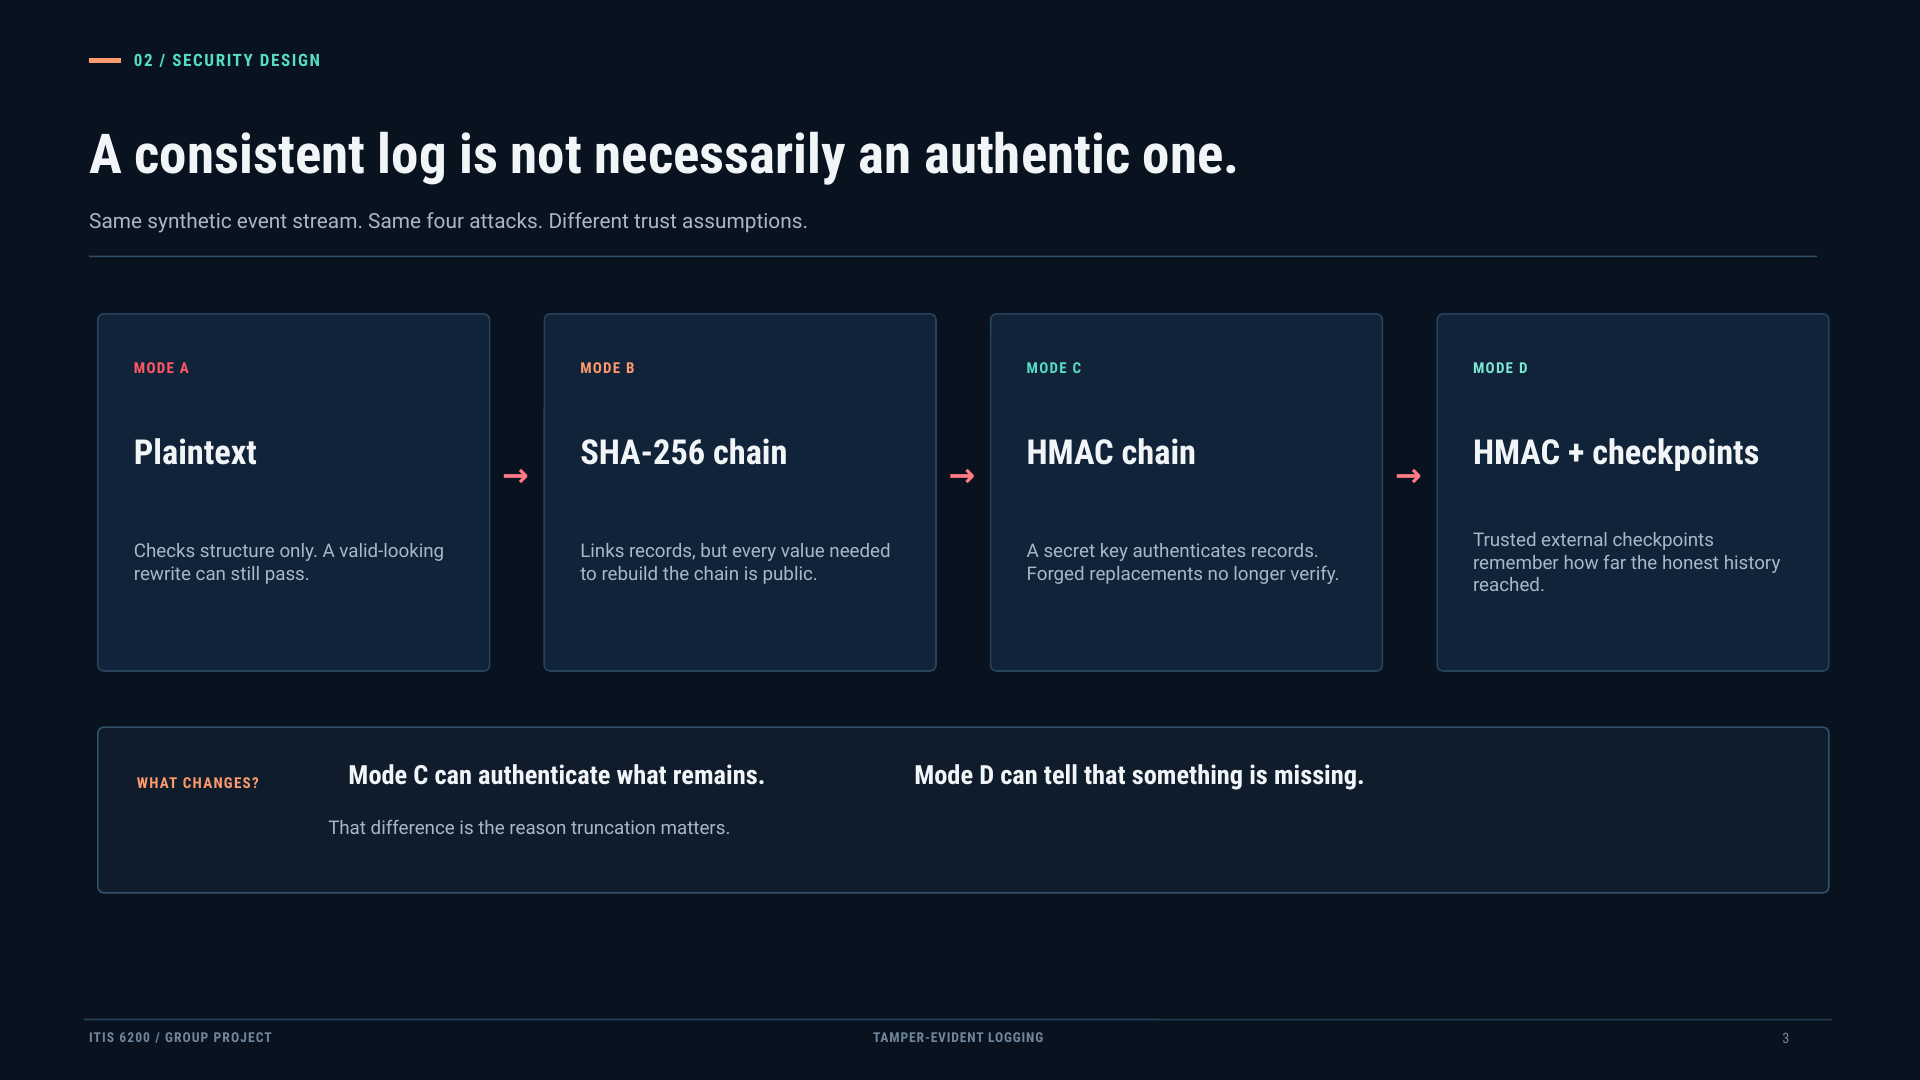 02 / SECURITY DESIGN
A consistent log is not necessarily an authentic one.
Same synthetic event stream. Same four attacks. Different trust assumptions.
MODE A
Plaintext
Checks structure only. A valid-looking
rewrite can still pass.
→
MODE B
SHA-256 chain
Links records, but every value needed
to rebuild the chain is public.
→
MODE C
HMAC chain
A secret key authenticates records.
Forged replacements no longer verify.
→
MODE D
HMAC + checkpoints
Trusted external checkpoints
remember how far the honest history
reached.
WHAT CHANGES?
Mode C can authenticate what remains.
Mode D can tell that something is missing.
That difference is the reason truncation matters.
ITIS 6200 / GROUP PROJECT
TAMPER-EVIDENT LOGGING
3